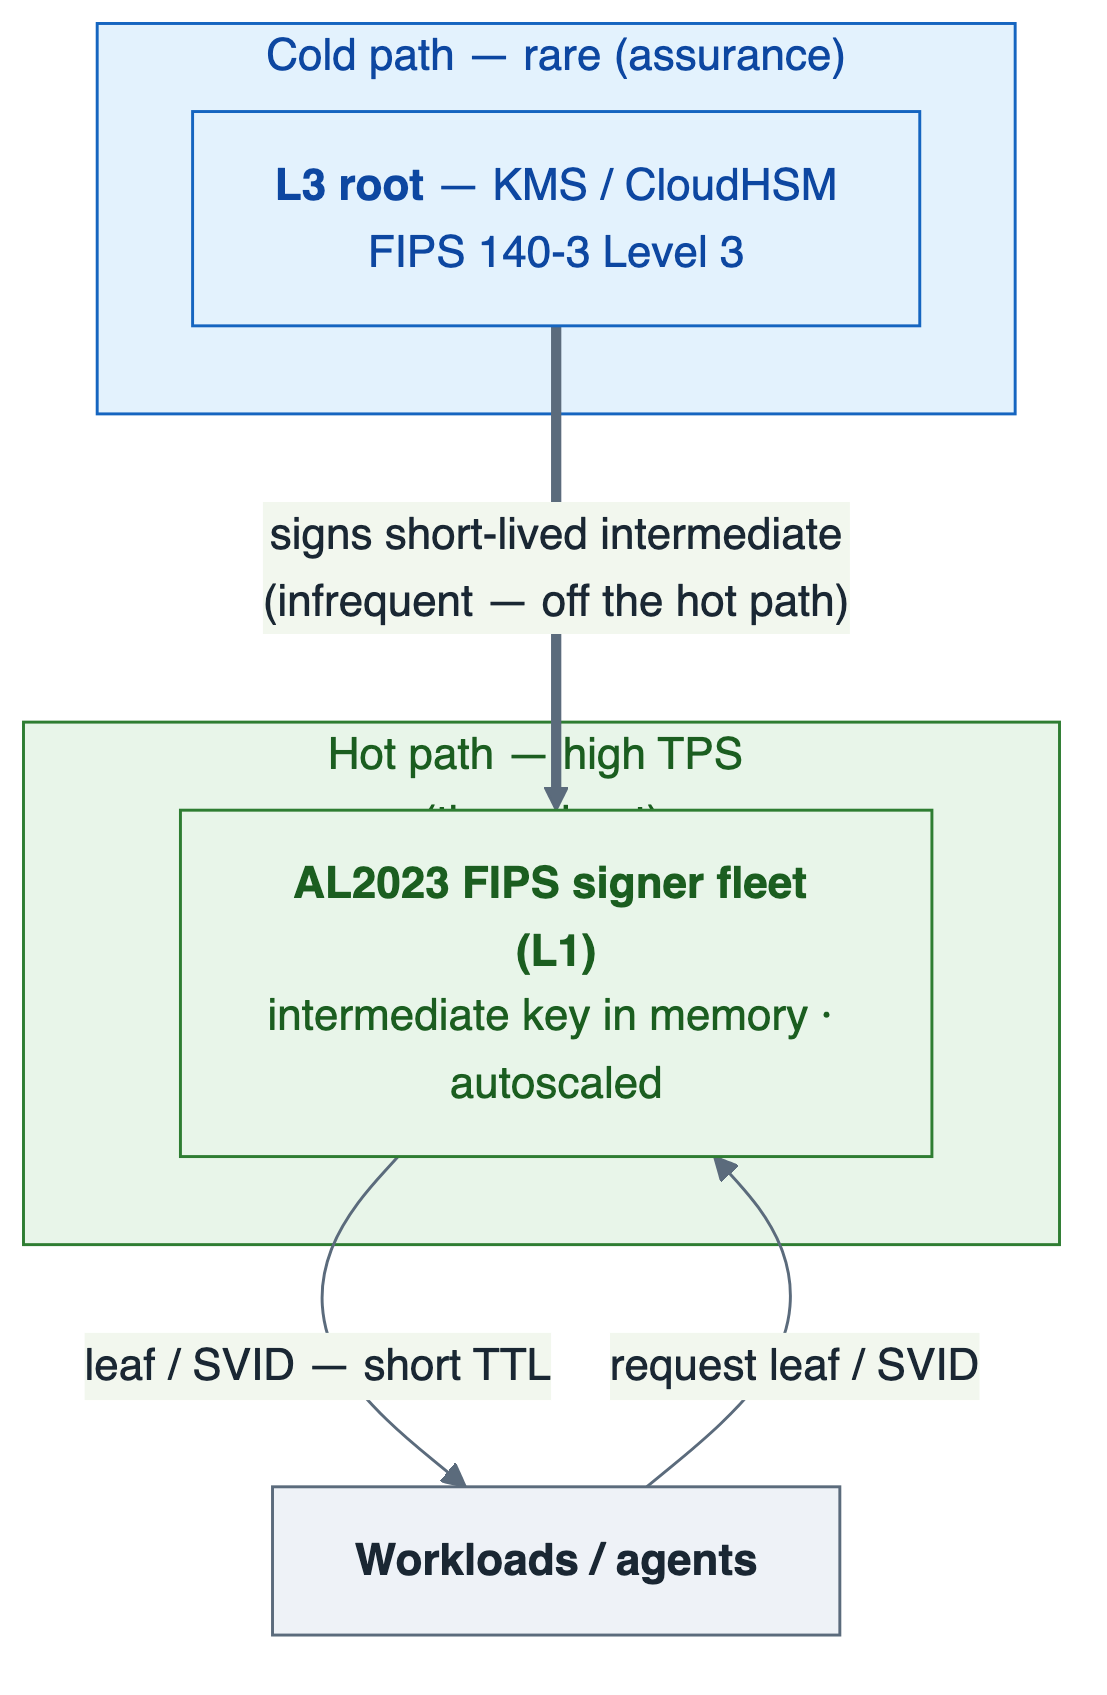 Cold path — rare (assurance)
L3 root — KMS / CloudHSM
FIPS 140-3 Level 3
signs short-lived intermediate
(infrequent — off the hot path)
Hot path — high TPS
AL2023 FIPS signer fleet
(L1)
intermediate key in memory ·
autoscaled
leaf / SVID — short TTL
request leaf / SVID
Workloads / agents